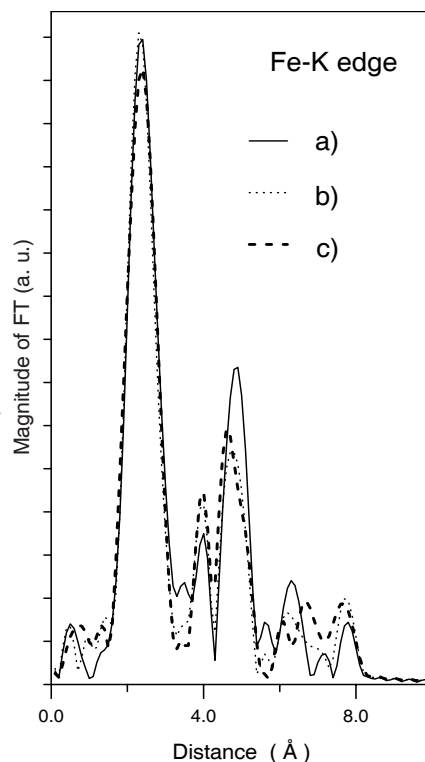 Fe-K edge
a)
b)
c)
Magnitude of FT (a. u.)
0.0
4.0
8.0
Distance ( Å )